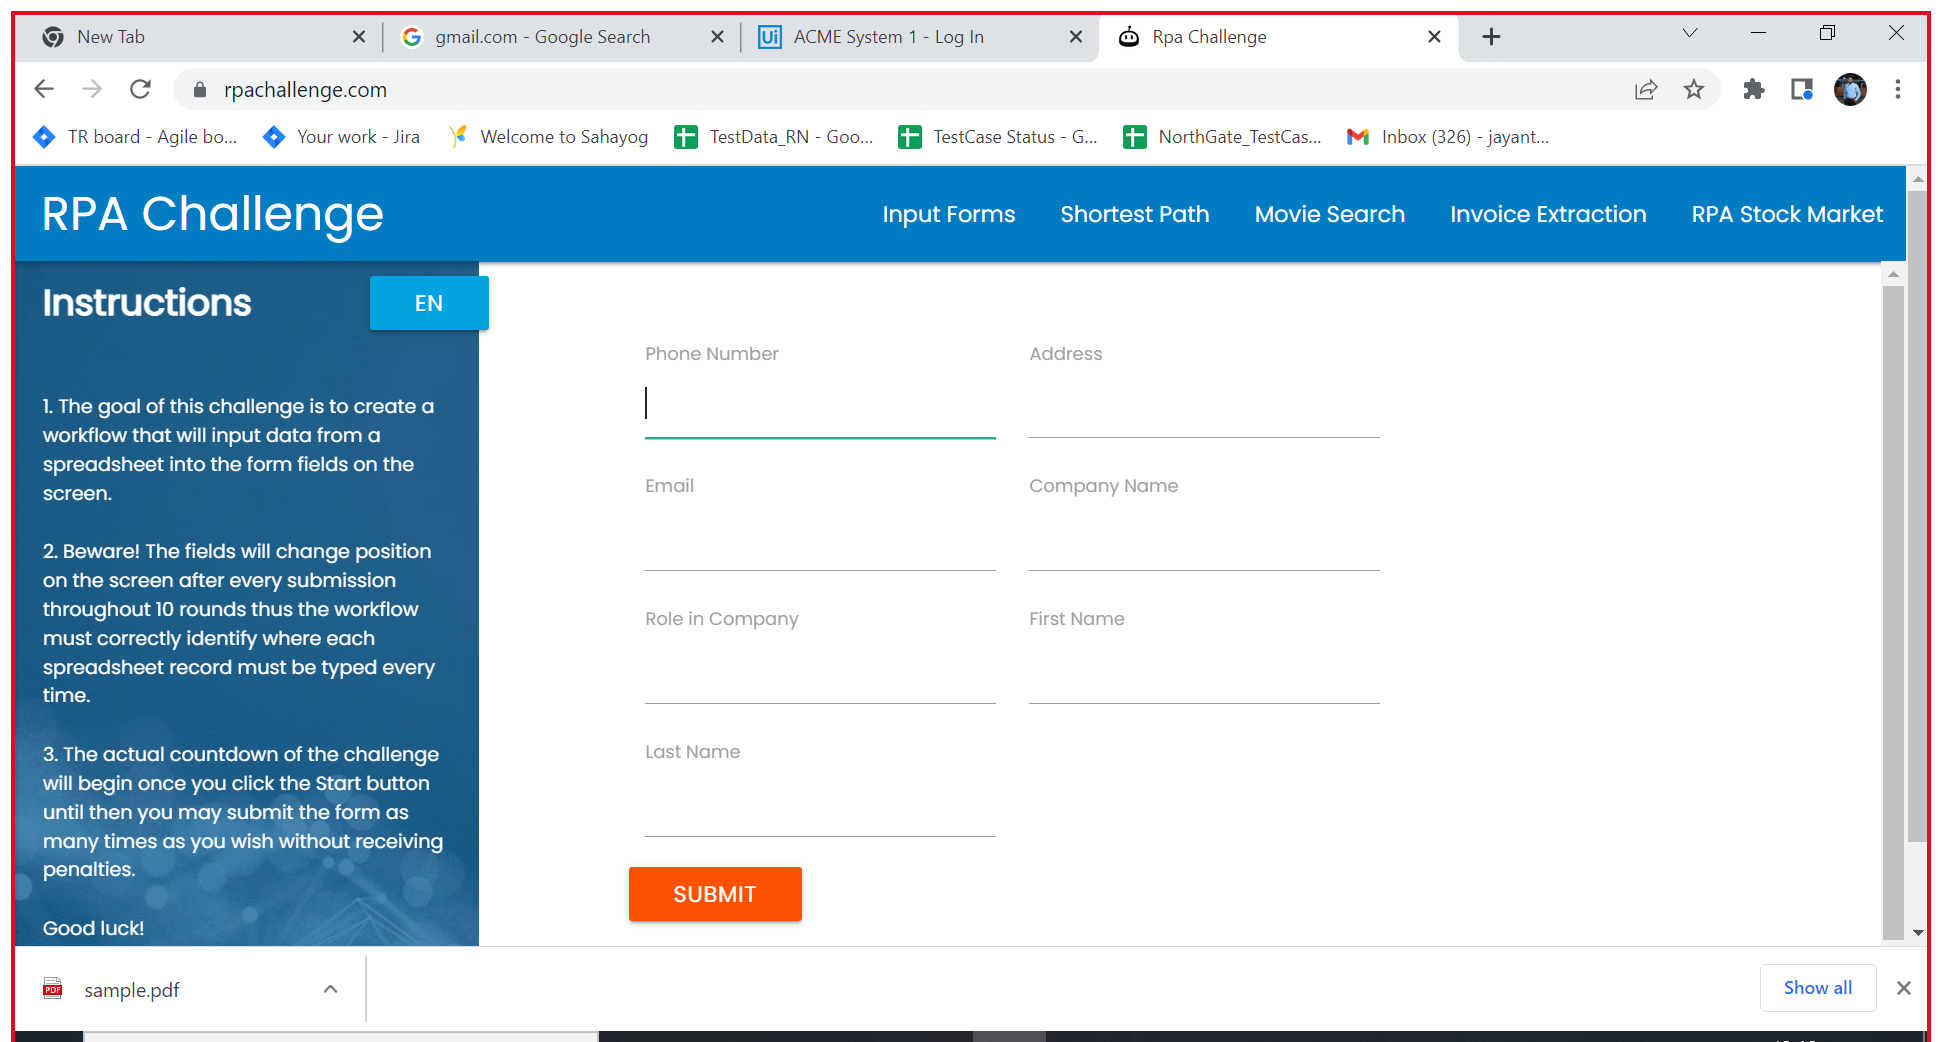 New Tab
gmail.com - Google Search
ACME System 1 - Log In
Rpa Challenge
rpachallenge.com
TR board - Agile bo...
Your work - Jira
Welcome to Sahayog
TestData_RN - Goo...
TestCase Status - G...
NorthGate_TestCas...
Inbox (326) - jayant...
RPA Challenge
Input Forms
Shortest Path
Movie Search
Invoice Extraction
RPA Stock Market
Instructions
EN
1. The goal of this challenge is to create a
workflow that will input data from a
spreadsheet into the form fields on the
screen.
2. Beware! The fields will change position
on the screen after every submission
throughout 10 rounds thus the workflow
must correctly identify where each
spreadsheet record must be typed every
time.
3. The actual countdown of the challenge
will begin once you click the Start button
until then you may submit the form as
many times as you wish without receiving
penalties.
Good luck!
Phone Number
Address
Email
Company Name
Role in Company
First Name
Last Name
SUBMIT
sample.pdf
Show all